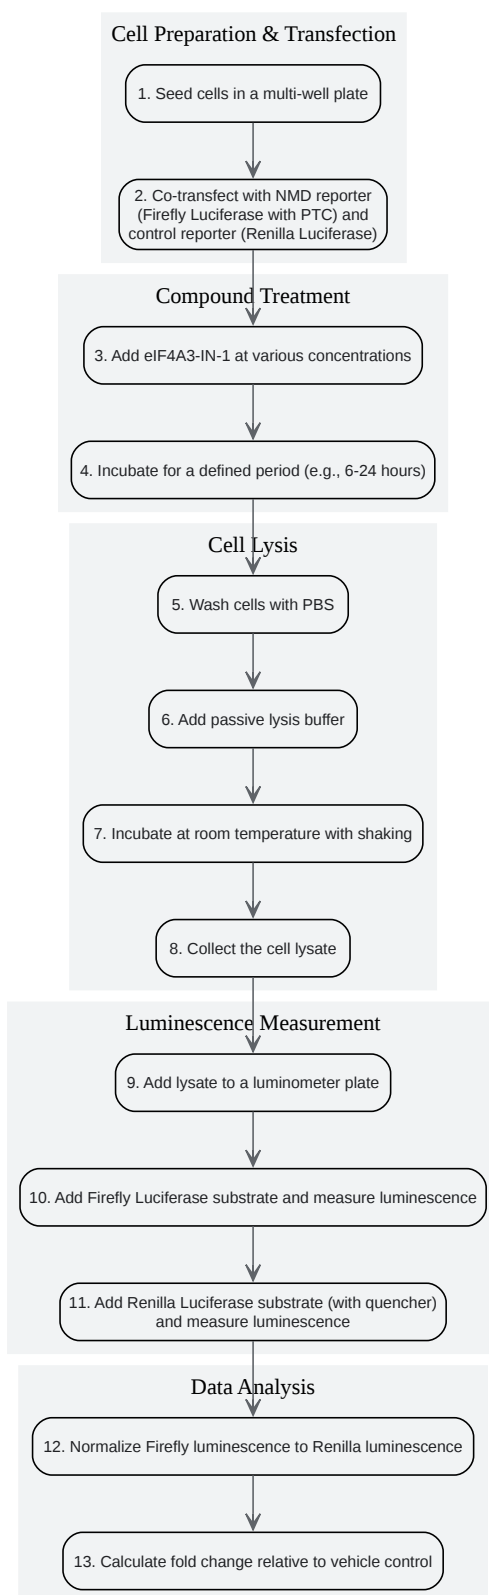 Cell Preparation & Transfection
1. Seed cells in a multi-well plate
2. Co-transfect with NMD reporter
(Firefly Luciferase with PTC) and
control reporter (Renilla Luciferase)
Compound Treatment
3. Add eIF4A3-IN-1 at various concentrations
4. Incubate for a defined period (e.g., 6-24 hours)
Cell Lysis
5. Wash cells with PBS
6. Add passive lysis buffer
7. Incubate at room temperature with shaking
8. Collect the cell lysate
Luminescence Measurement
9. Add lysate to a luminometer plate
10. Add Firefly Luciferase substrate and measure luminescence
11. Add Renilla Luciferase substrate (with quencher)
and measure luminescence
Data Analysis
12. Normalize Firefly luminescence to Renilla luminescence
13. Calculate fold change relative to vehicle control